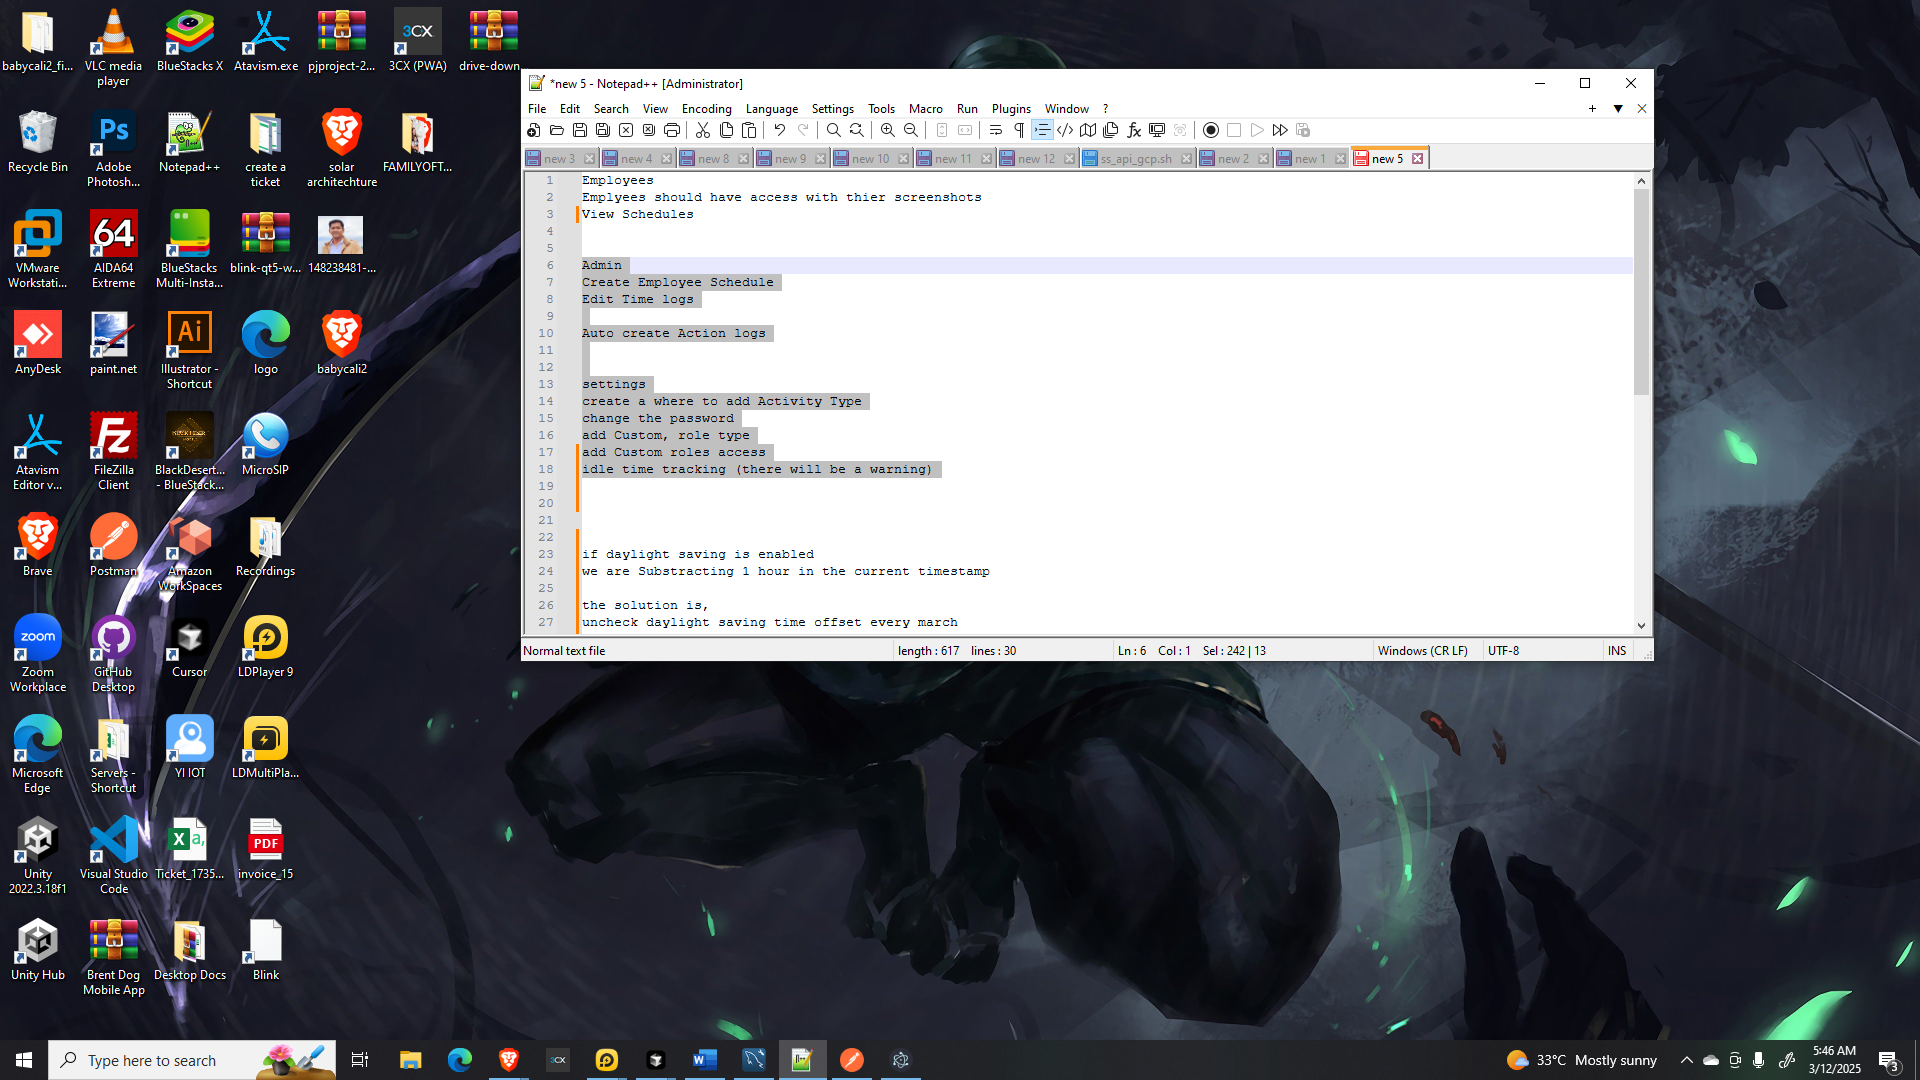 babycali2_fi...
VLC media player
BlueStacks X
Atavism.exe
pjproject-2...
3CX (PWA)
drive-down...
Recycle Bin
Adobe Photosh...
Notepad++
create a ticket
solar architechture
FAMILYOFT...
VMware Workstati...
AIDA64 Extreme
BlueStacks Multi-Insta...
blink-qt5-w...
148238481-...
AnyDesk
paint.net
Illustrator - Shortcut
logo
babycali2
Atavism Editor v...
FileZilla Client
BlackDesert... - BlueStack...
MicroSIP
Brave
Postman
Amazon WorkSpaces
Recordings
Zoom Workplace
GitHub Desktop
Cursor
LDPlayer 9
Microsoft Edge
Servers - Shortcut
YI IOT
LDMultiPla...
Unity 2022.3.18f1
Visual Studio Code
Ticket_1735...
invoice_15
Unity Hub
Brent Dog Mobile App
Desktop Docs
Blink
*new 5 - Notepad++ [Administrator]
File Edit Search View Encoding Language Settings Tools Macro Run Plugins Window ?
new 3 new 4 new 8 new 9 new 10 new 11 new 12 ss_api_gcp.sh new 2 new 1 new 5
1 Employees
2 Emplyees should have access with thier screenshots
3 View Schedules
4
5
6 Admin
7 Create Employee Schedule
8 Edit Time logs
9
10 Auto create Action logs
11
12
13 settings
14 create a where to add Activity Type
15 change the password
16 add Custom, role type
17 add Custom roles access
18 idle time tracking (there will be a warning)
19
20
21
22
23 if daylight saving is enabled
24 we are Substracting 1 hour in the current timestamp
25
26 the solution is,
27 uncheck daylight saving time offset every march
Normal text file length : 617 lines : 30 Ln : 6 Col : 1 Sel : 242 | 13 Windows (CR LF) UTF-8 INS
Type here to search
33°C Mostly sunny
5:46 AM
3/12/2025
3